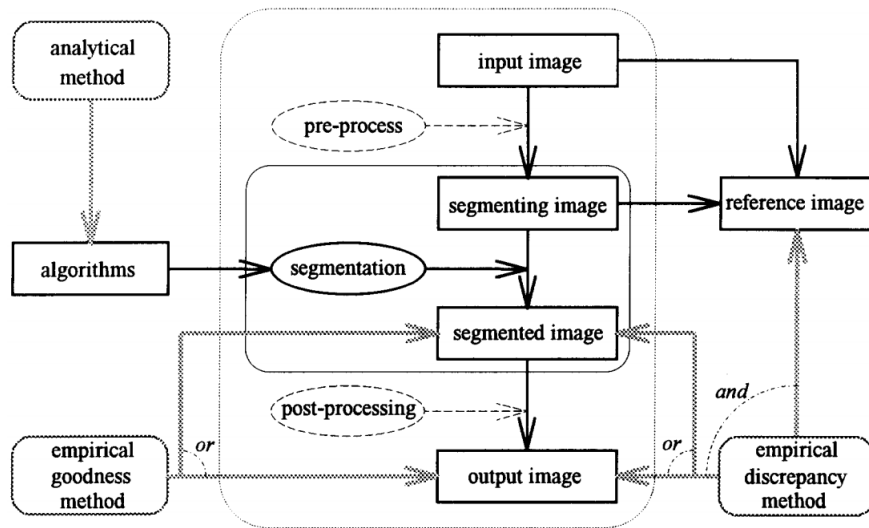 analytical
method
input image
pre-process
segmenting image
reference image
algorithms
segmentation
segmented image
post-processing
and
or
or
empirical
goodness
method
output image
empirical
discrepancy
method